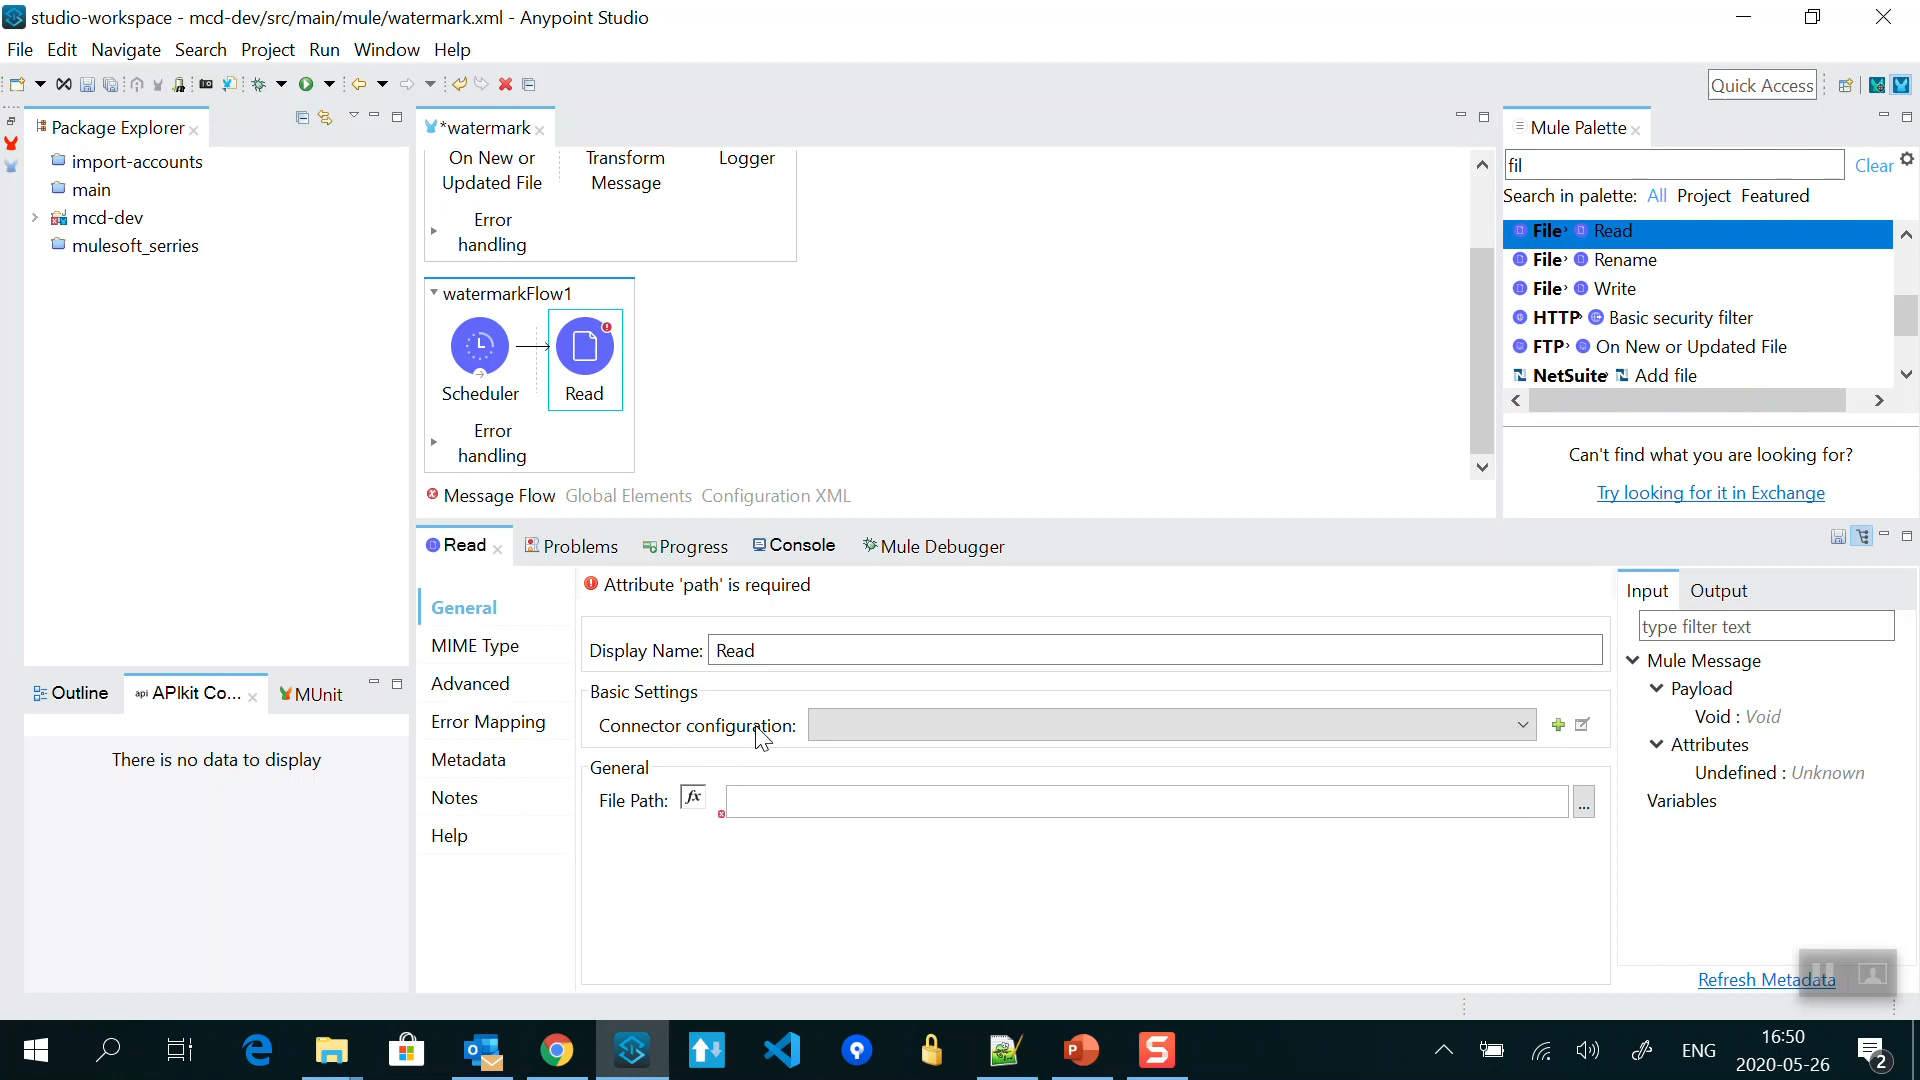 studio-workspace - mcd-dev/src/main/mule/watermark.xml - Anypoint Studio
File Edit Navigate Search Project Run Window Help
Quick Access
Package Explorer
import-accounts
main
mcd-dev
mulesoft_serries
*watermark
On New or
Updated File
Transform
Message
Logger
Error
handling
watermarkFlow1
Scheduler
Read
Error
handling
Message Flow Global Elements Configuration XML
Mule Palette
fil
Clear
Search in palette: All Project Featured
File Read
File Rename
File Write
HTTP Basic security filter
FTP On New or Updated File
NetSuite Add file
Can't find what you are looking for?
Try looking for it in Exchange
Outline
api APIkit Co...
MUnit
There is no data to display
Read Problems Progress Console Mule Debugger
General
MIME Type
Advanced
Error Mapping
Metadata
Notes
Help
Attribute 'path' is required
Display Name: Read
Basic Settings
Connector configuration:
General
File Path: fx
...
Input Output
type filter text
Mule Message
Payload
Void : Void
Attributes
Undefined : Unknown
Variables
Refresh Metadata
ENG
16:50
2020-05-26
2